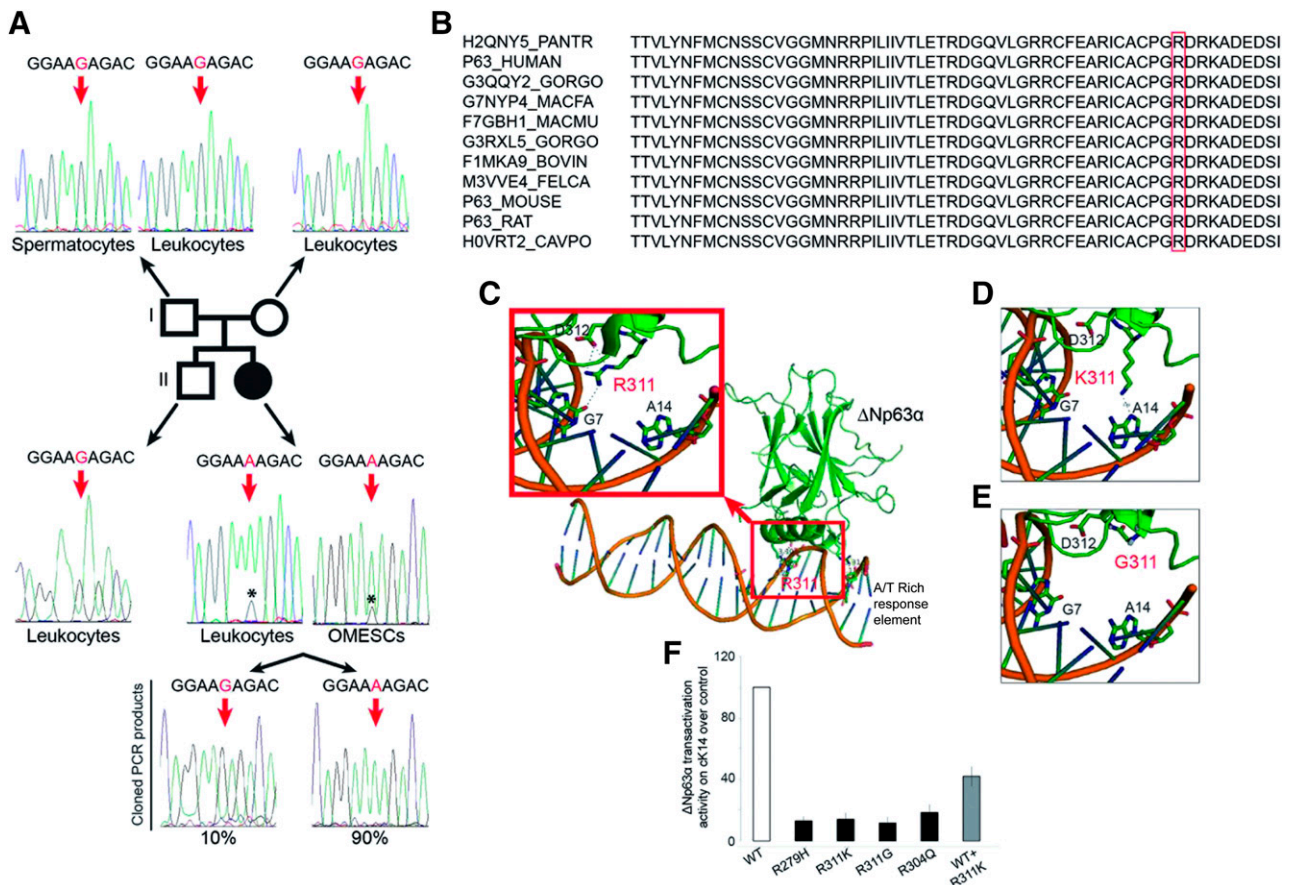 A
GGAAGAGAC GGAAGAGAC GGAAGAGAC
Spermatocytes Leukocytes Leukocytes
I
II
GGAAGAGAC GGAAAAGAC GGAAAAGAC
* *
Leukocytes Leukocytes OMESCs
Cloned PCR products
GGAAGAGAC GGAAAAGAC
10% 90%
B
H2QNY5_PANTR TTVLYNFMCNSSCVGGMNRRPILIIVTLETRDGQVLGRRCFEARICACPGRDRKADEDSI
P63_HUMAN TTVLYNFMCNSSCVGGMNRRPILIIVTLETRDGQVLGRRCFEARICACPGRDRKADEDSI
G3QQY2_GORGO TTVLYNFMCNSSCVGGMNRRPILIIVTLETRDGQVLGRRCFEARICACPGRDRKADEDSI
G7NYP4_MACFA TTVLYNFMCNSSCVGGMNRRPILIIVTLETRDGQVLGRRCFEARICACPGRDRKADEDSI
F7GBH1_MACMU TTVLYNFMCNSSCVGGMNRRPILIIVTLETRDGQVLGRRCFEARICACPGRDRKADEDSI
G3RXL5_GORGO TTVLYNFMCNSSCVGGMNRRPILIIVTLETRDGQVLGRRCFEARICACPGRDRKADEDSI
F1MKA9_BOVIN TTVLYNFMCNSSCVGGMNRRPILIIVTLETRDGQVLGRRCFEARICACPGRDRKADEDSI
M3VVE4_FELCA TTVLYNFMCNSSCVGGMNRRPILIIVTLETRDGQVLGRRCFEARICACPGRDRKADEDSI
P63_MOUSE TTVLYNFMCNSSCVGGMNRRPILIIVTLETRDGQVLGRRCFEARICACPGRDRKADEDSI
P63_RAT TTVLYNFMCNSSCVGGMNRRPILIIVTLETRDGQVLGRRCFEARICACPGRDRKADEDSI
H0VRT2_CAVPO TTVLYNFMCNSSCVGGMNRRPILIIVTLETRDGQVLGRRCFEARICACPGRDRKADEDSI
C
D312
R311
G7
A14
ΔNp63α
R311
A/T Rich
response
element
D
D312
K311
G7
A14
E
D312
G311
G7
A14
F
ΔNp63α transactivation
activity on cK14 over control
120
80
40
0
WT
R279H
R311K
R311G
R304Q
WT+
R311K